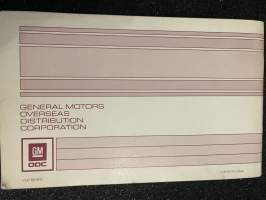 GENERAL MOTORS
OVERSEAS
DISTRIBUTION
CORPORATION
GM
ODC